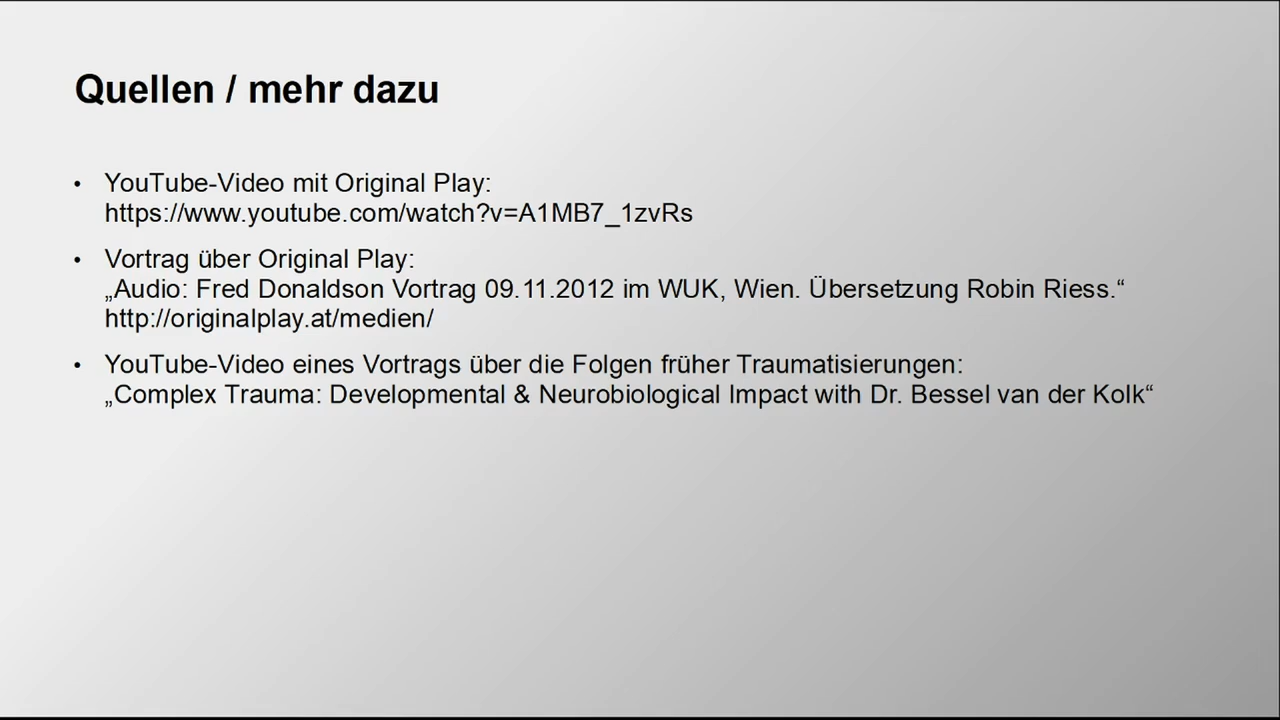 Quellen / mehr dazu
• YouTube-Video mit Original Play:
https://www.youtube.com/watch?v=A1MB7_1zvRs
• Vortrag über Original Play:
„Audio: Fred Donaldson Vortrag 09.11.2012 im WUK, Wien. Übersetzung Robin Riess.“
http://originalplay.at/medien/
• YouTube-Video eines Vortrags über die Folgen früher Traumatisierungen:
„Complex Trauma: Developmental & Neurobiological Impact with Dr. Bessel van der Kolk“